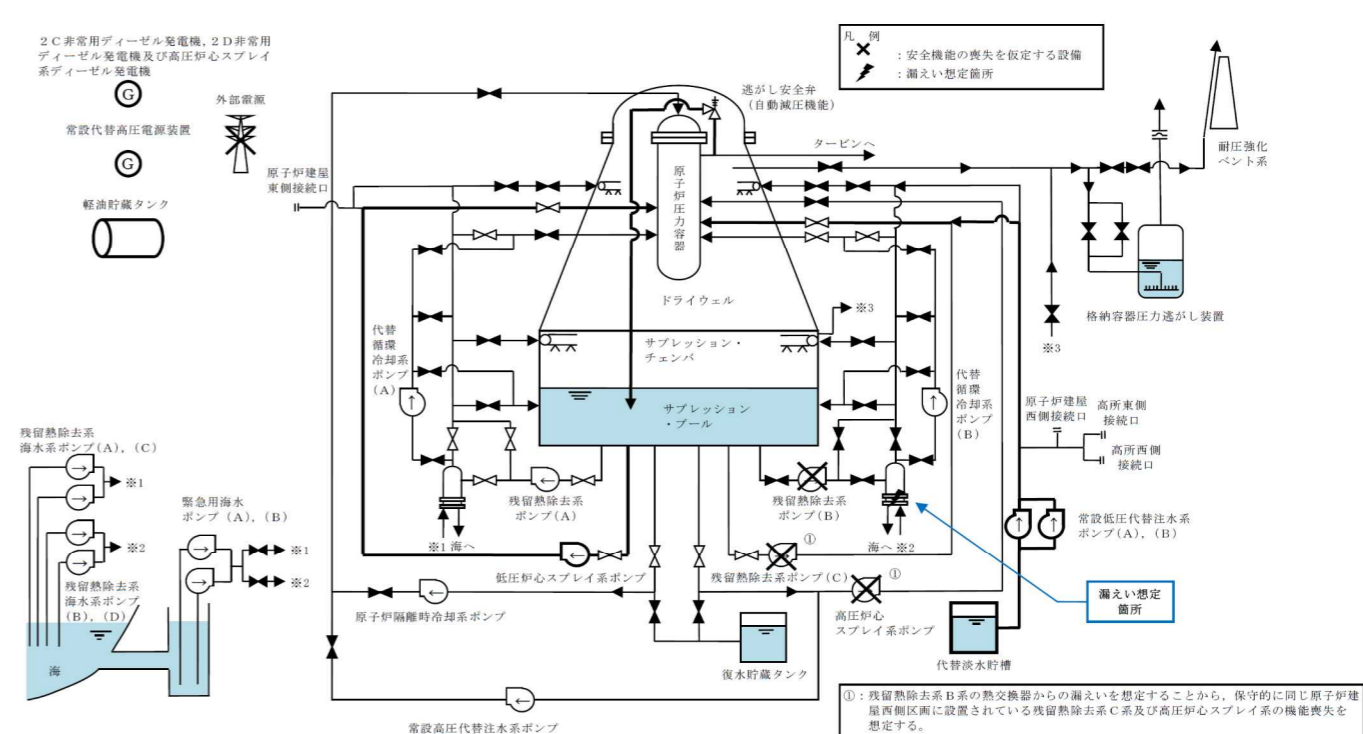 2C非常用ディーゼル発電機，2D非常用
ディーゼル発電機及び高圧炉心スプレイ
系ディーゼル発電機
G
外部電源
常設代替高圧電源装置
G
軽油貯蔵タンク
原子炉建屋
東側接続口
凡　例
：安全機能の喪失を仮定する設備
：漏えい想定箇所
逃がし安全弁
（自動減圧機能）
タービンへ
耐圧強化
ベント系
原子炉圧力容器
ドライウェル
※3
格納容器圧力逃がし装置
※3
代替
循環
冷却系
ポンプ
(A)
サプレッション・
チェンバ
サプレッション
・プール
代替
循環
冷却系
ポンプ
(B)
原子炉建屋
西側接続口
高所東側
接続口
高所西側
接続口
残留熱除去系
海水系ポンプ(A)，(C)
※1
※2
残留熱除去系
海水系ポンプ
(B)，(D)
海
緊急用海水
ポンプ(A)，(B)
※1
※2
残留熱除去系
ポンプ(A)
※1
海へ
残留熱除去系
ポンプ(B)
海へ
※2
常設低圧代替注水系
ポンプ(A)，(B)
低圧炉心スプレイ系ポンプ
①
残留熱除去系ポンプ(C)
①
高圧炉心
スプレイ系ポンプ
漏えい想定
箇所
原子炉隔離時冷却系ポンプ
復水貯蔵タンク
代替淡水貯槽
常設高圧代替注水系ポンプ
①：残留熱除去系Ｂ系の熱交換器からの漏えいを想定することから，保守的に同じ原子炉建
屋西側区画に設置されている残留熱除去系Ｃ系及び高圧炉心スプレイ系の機能喪失を
想定する。